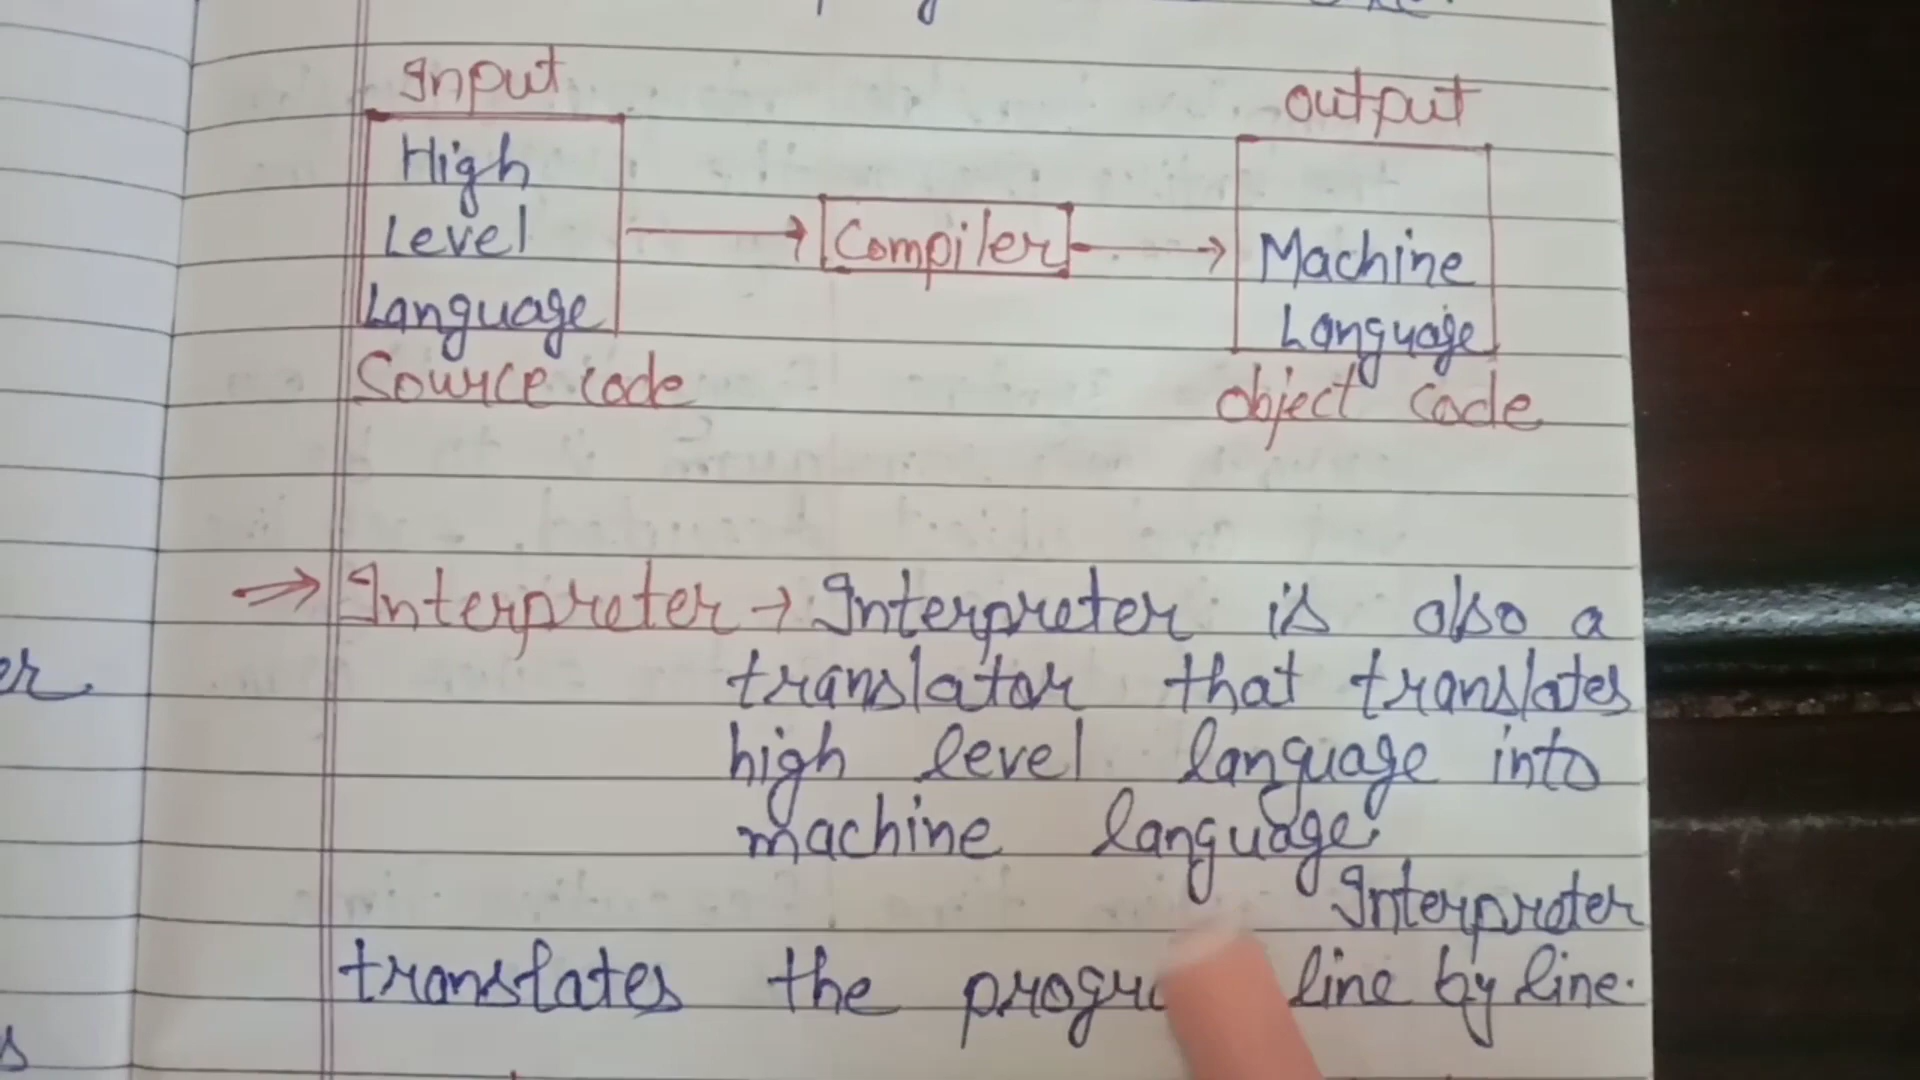 Input
output
High
Level
Language
Compiler
Machine
Language
Source code
object code
⇒ Interpreter → Interpreter is also a
translator that translates
high level language into
machine language.
Interpreter
translates the line by line.
er
s